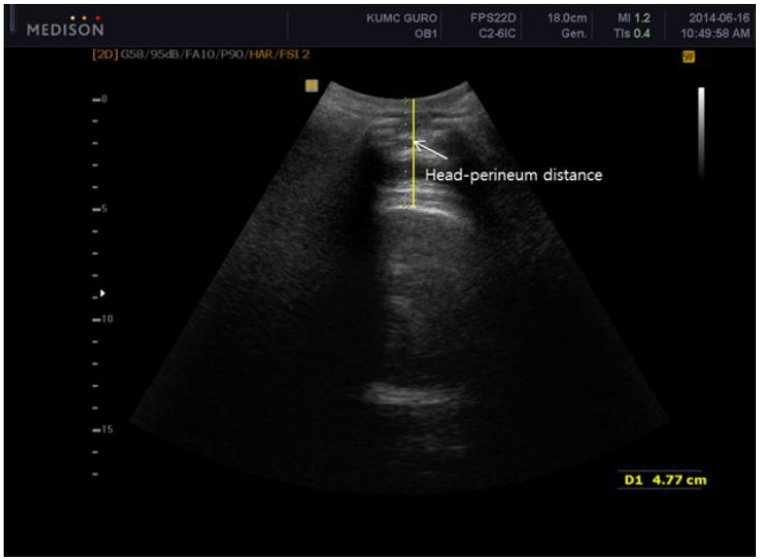 MEDISON
KUMC GURO
OB1
FPS22D
C2-6IC
18.0cm
Gen.
MI 1.2
TIs 0.4
2014-06-16
10:49:58 AM
[2D] G58/95dB/FA10/P90/HAR/FSI 2
0
5
10
15
Head-perineum distance
D1 4.77 cm